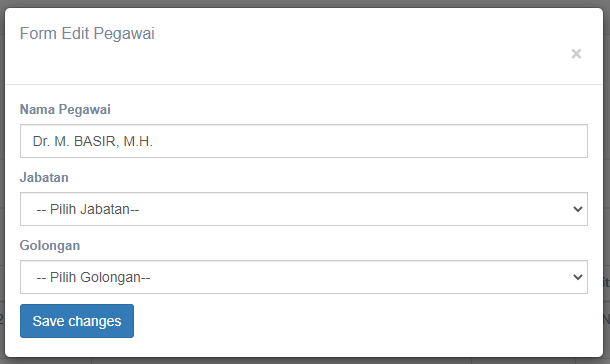 Form Edit Pegawai
×
Nama Pegawai
Dr. M. BASIR, M.H.
Jabatan
-- Pilih Jabatan--
Golongan
-- Pilih Golongan--
Save changes